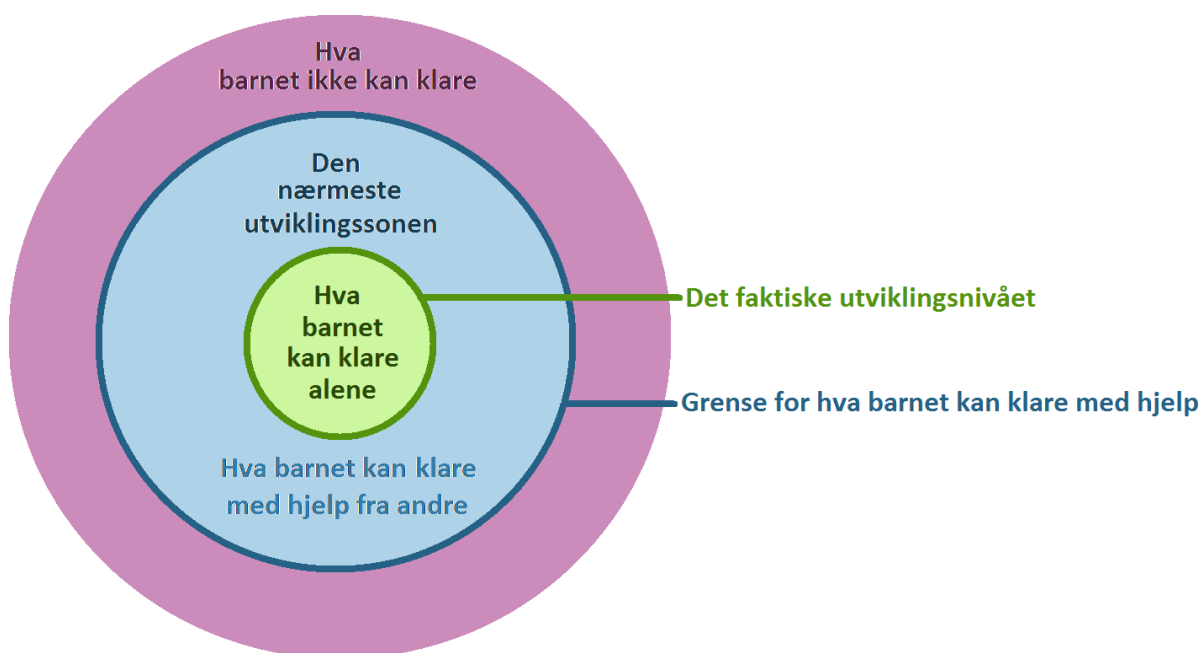 Hva
barnet ikke kan klare
Den
nærmeste
utviklingssonen
Hva
barnet
kan klare
alene
Hva barnet kan klare
med hjelp fra andre
Det faktiske utviklingsnivået
Grense for hva barnet kan klare med hjelp